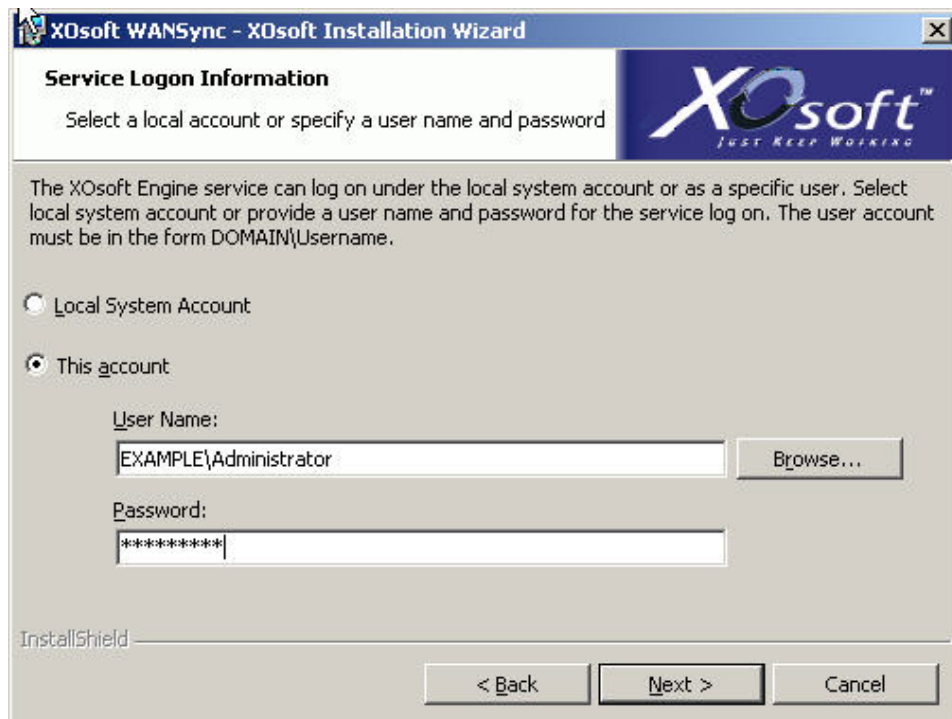 XOsoft WANSync - XOsoft Installation Wizard
Service Logon Information
Select a local account or specify a user name and password
XOsoft™
JUST KEEP WORKING
The XOsoft Engine service can log on under the local system account or as a specific user. Select
local system account or provide a user name and password for the service log on. The user account
must be in the form DOMAIN\Username.
Local System Account
This account
User Name:
EXAMPLE\Administrator
Browse...
Password:
*********
InstallShield
< Back
Next >
Cancel